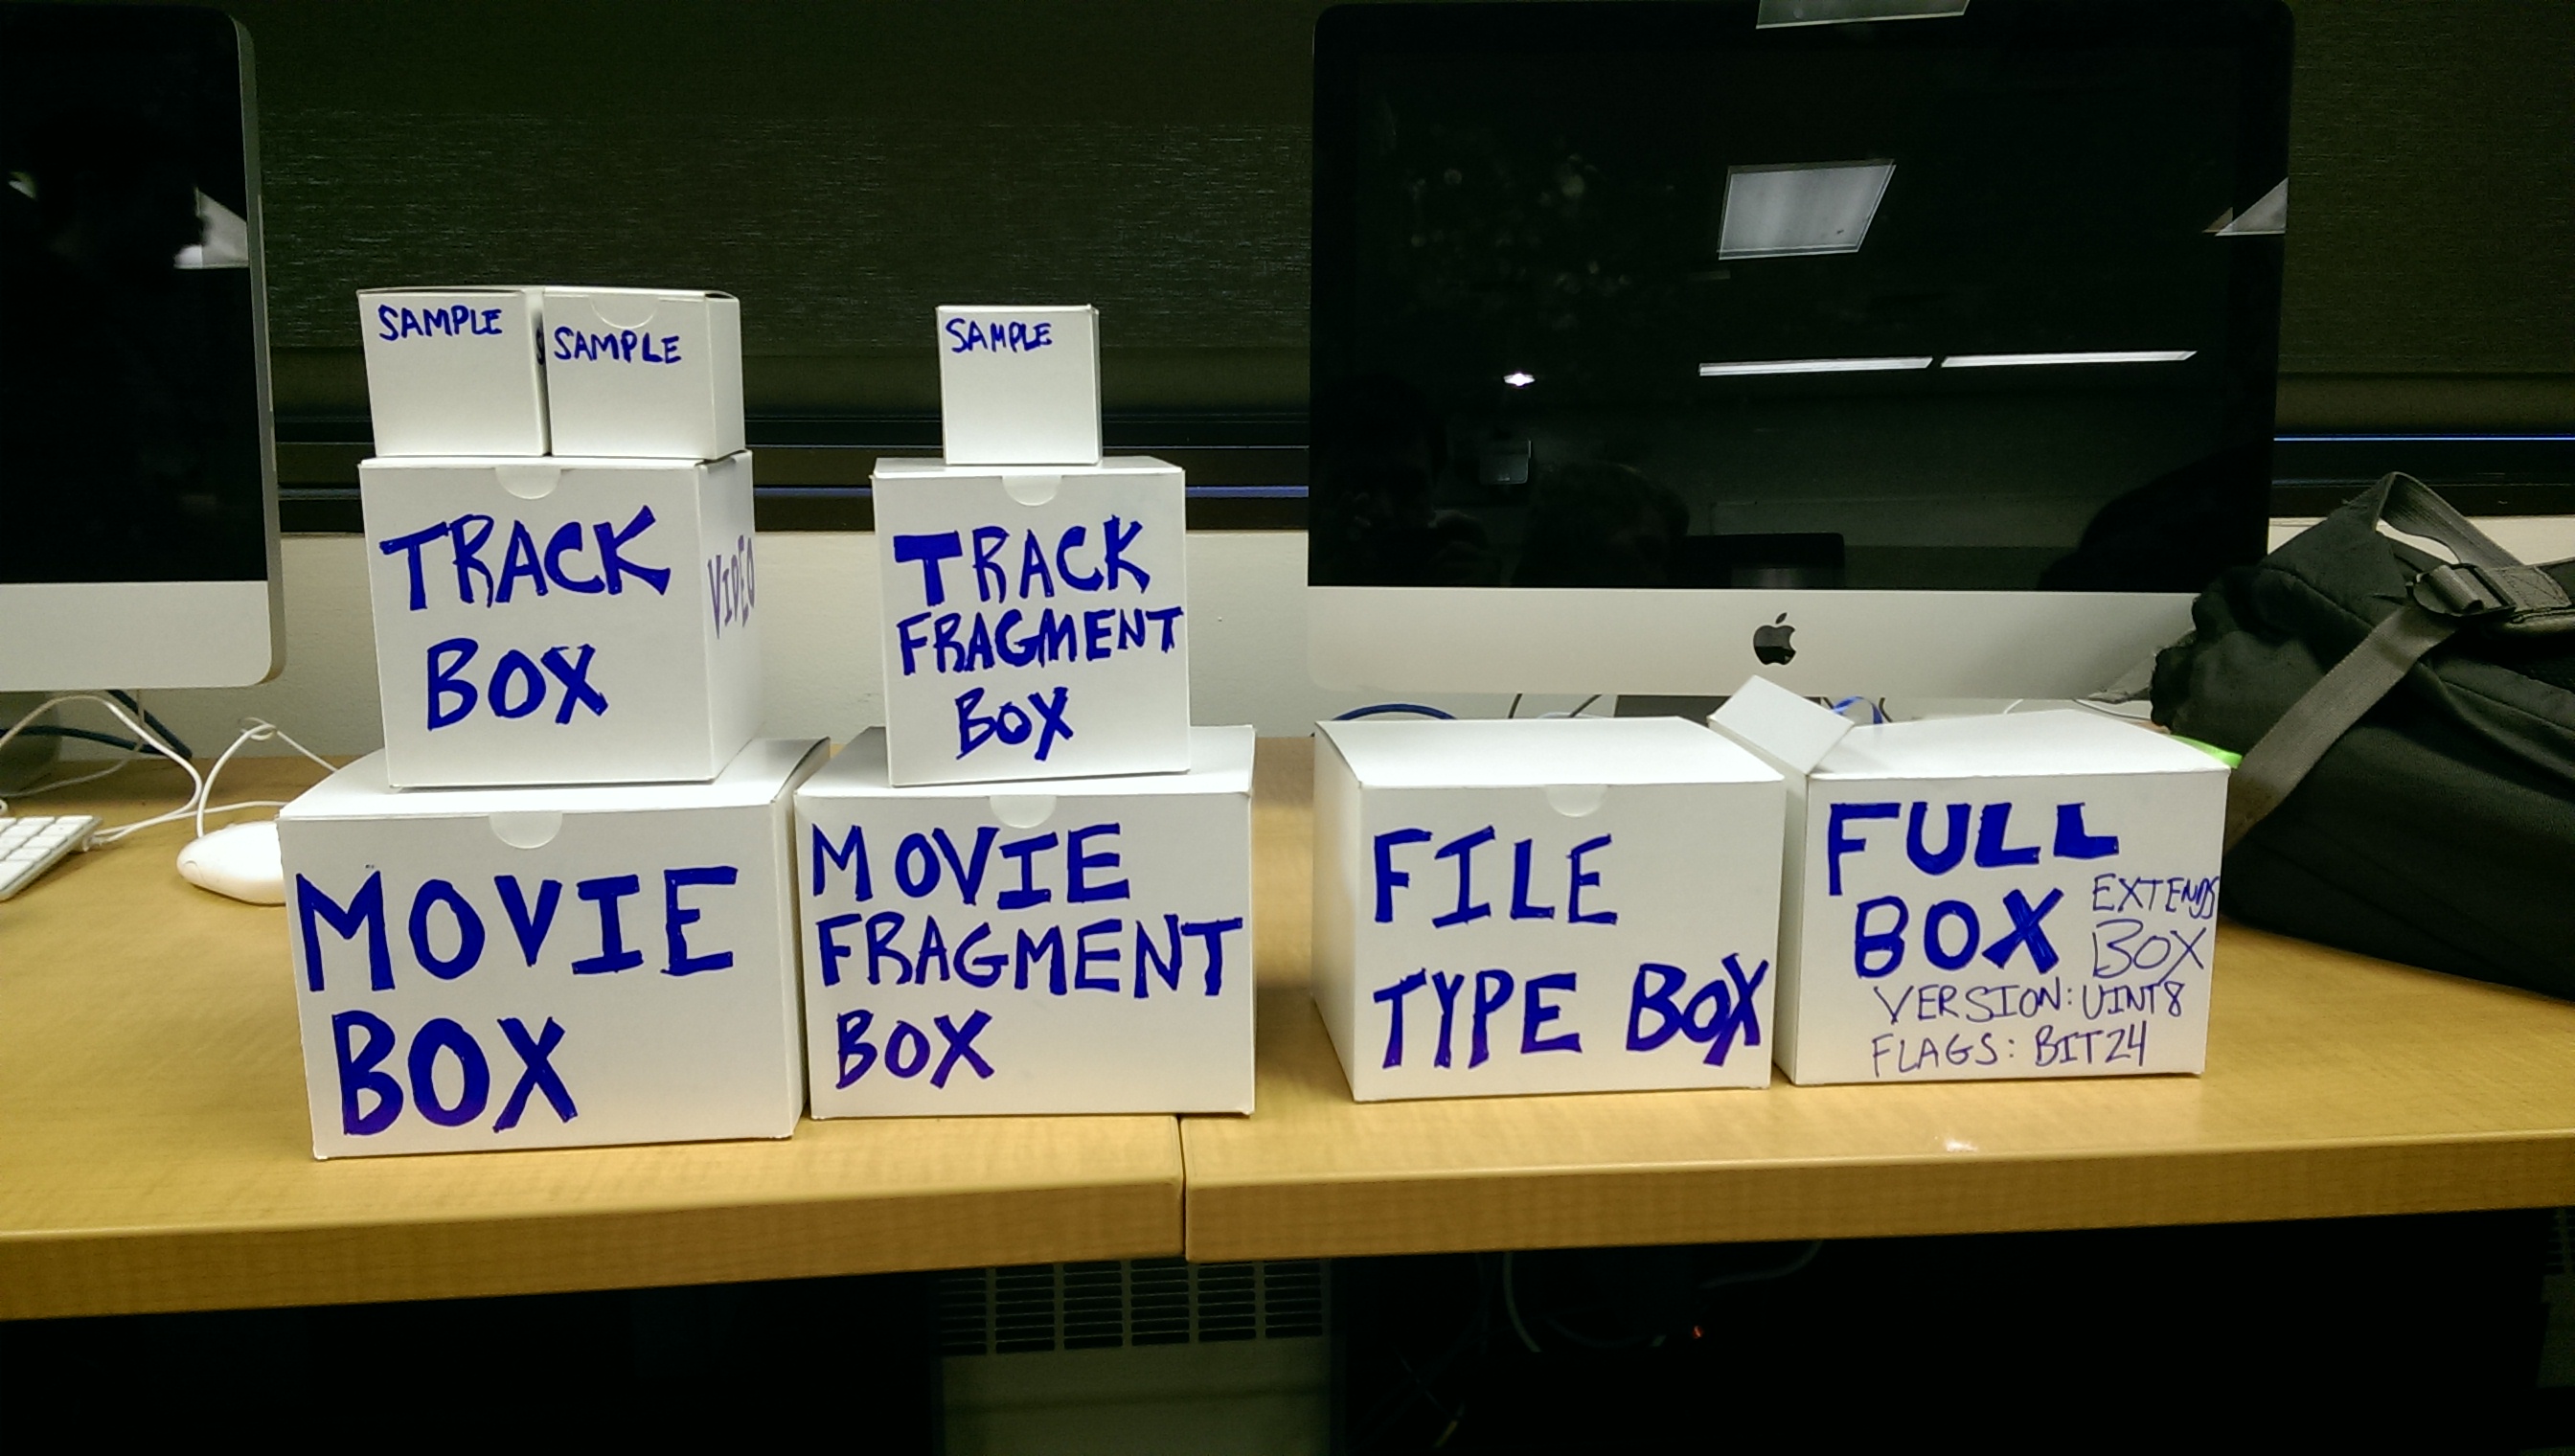 SAMPLE
SAMPLE
TRACK
BOX
VIDEO
MOVIE
BOX
SAMPLE
TRACK
FRAGMENT
BOX
MOVIE
FRAGMENT
BOX
FILE
TYPE BOX
FULL
BOX
EXTENDS
BOX
VERSION: UINT8
FLAGS: BIT24